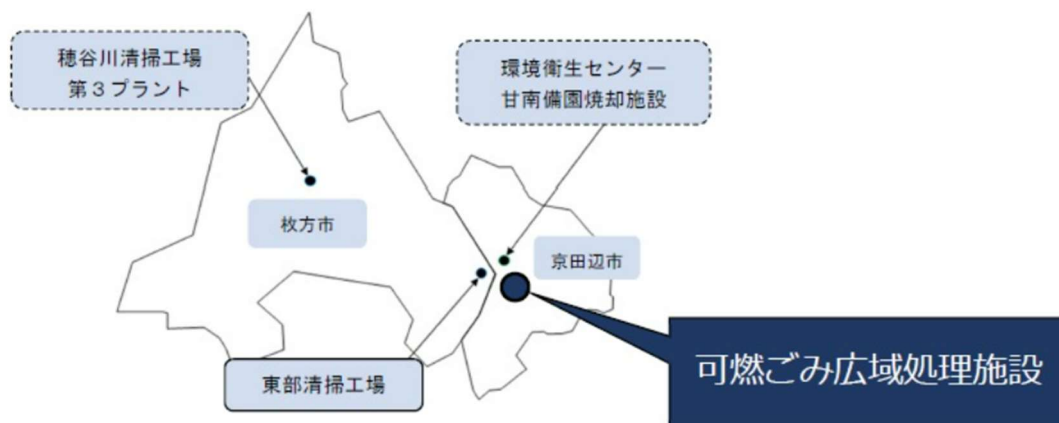 穂谷川清掃工場
第３プラント
環境衛生センター
甘南備園焼却施設
枚方市
京田辺市
東部清掃工場
可燃ごみ広域処理施設